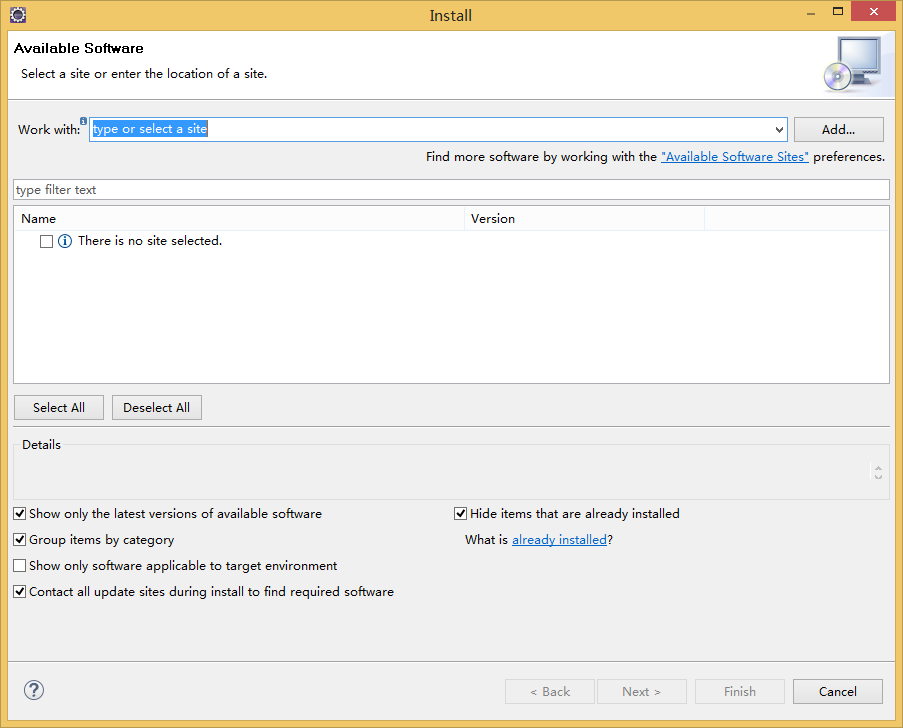 Install
Available Software
Select a site or enter the location of a site.
Work with: type or select a site Add...
Find more software by working with the "Available Software Sites" preferences.
type filter text
Name Version
There is no site selected.
Select All Deselect All
Details
Show only the latest versions of available software Hide items that are already installed
Group items by category What is already installed?
Show only software applicable to target environment
Contact all update sites during install to find required software
? < Back Next > Finish Cancel